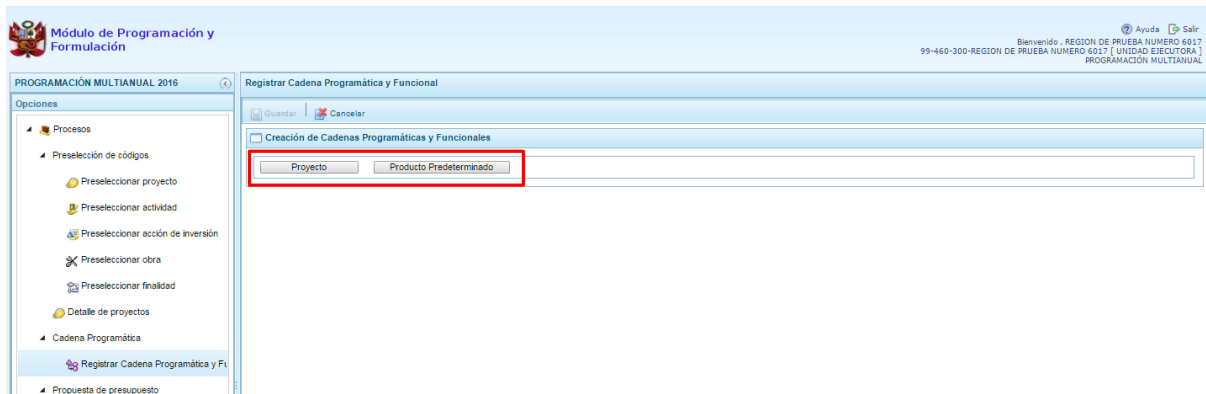 Módulo de Programación y
Formulación
Ayuda Salir
Bienvenido , REGION DE PRUEBA NUMERO 6017
99-460-300-REGION DE PRUEBA NUMERO 6017 [ UNIDAD EJECUTORA ]
PROGRAMACIÓN MULTIANUAL
PROGRAMACIÓN MULTIANUAL 2016
Opciones
Procesos
Preselección de códigos
Preseleccionar proyecto
Preseleccionar actividad
Preseleccionar acción de inversión
Preseleccionar obra
Preseleccionar finalidad
Detalle de proyectos
Cadena Programática
Registrar Cadena Programática y Fu
Propuesta de presupuesto
Registrar Cadena Programática y Funcional
Guardar Cancelar
Creación de Cadenas Programáticas y Funcionales
Proyecto Producto Predeterminado